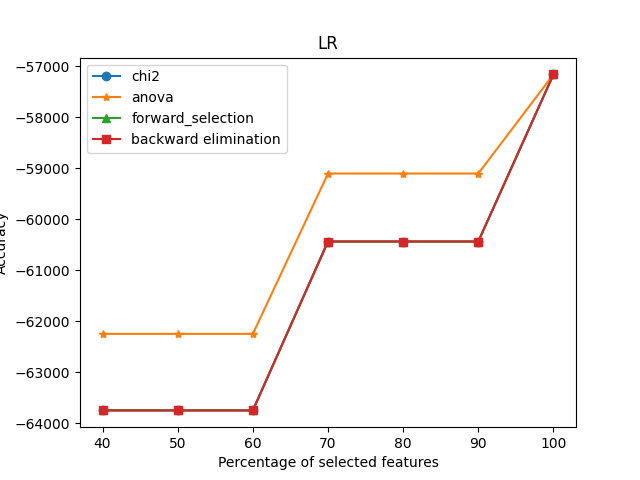 LR
−57000
−58000
−59000
−60000
−61000
−62000
−63000
−64000
Accuracy
chi2
anova
forward_selection
backward elimination
40 50 60 70 80 90 100
Percentage of selected features